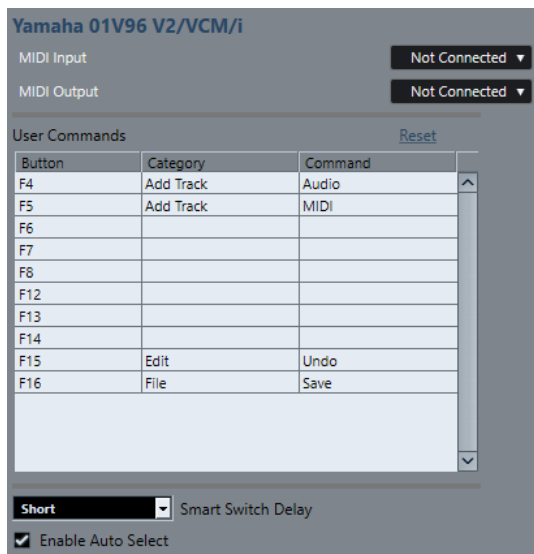 Yamaha 01V96 V2/VCM/i
MIDI Input Not Connected
MIDI Output Not Connected
User Commands Reset
Button Category Command
F4 Add Track Audio
F5 Add Track MIDI
F6
F7
F8
F12
F13
F14
F15 Edit Undo
F16 File Save
Short Smart Switch Delay
Enable Auto Select